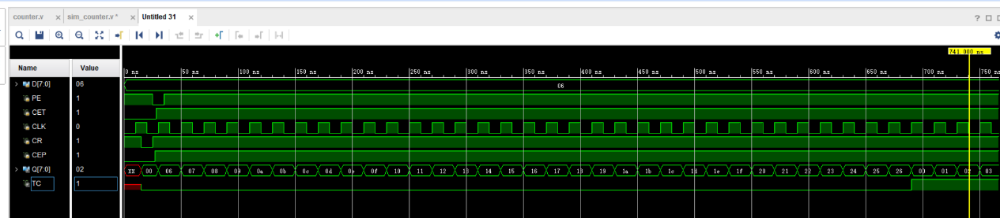 counter.v × sim_counter.v * × Untitled 31 ×
?
741.000 ns
Name Value
0 ns 50 ns 100 ns 150 ns 200 ns 250 ns 300 ns 350 ns 400 ns 450 ns 500 ns 550 ns 600 ns 650 ns 700 ns 750 ns
> D[7:0] 06 06
PE 1
CET 1
CLK 0
CR 1
CEP 1
> Q[7:0] 02 XX 00 06 07 08 09 0a 0b 0c 0d 0e 0f 10 11 12 13 14 15 16 17 18 19 1a 1b 1c 1d 1e 1f 20 21 22 23 24 25 26 00 01 02 03
TC 1